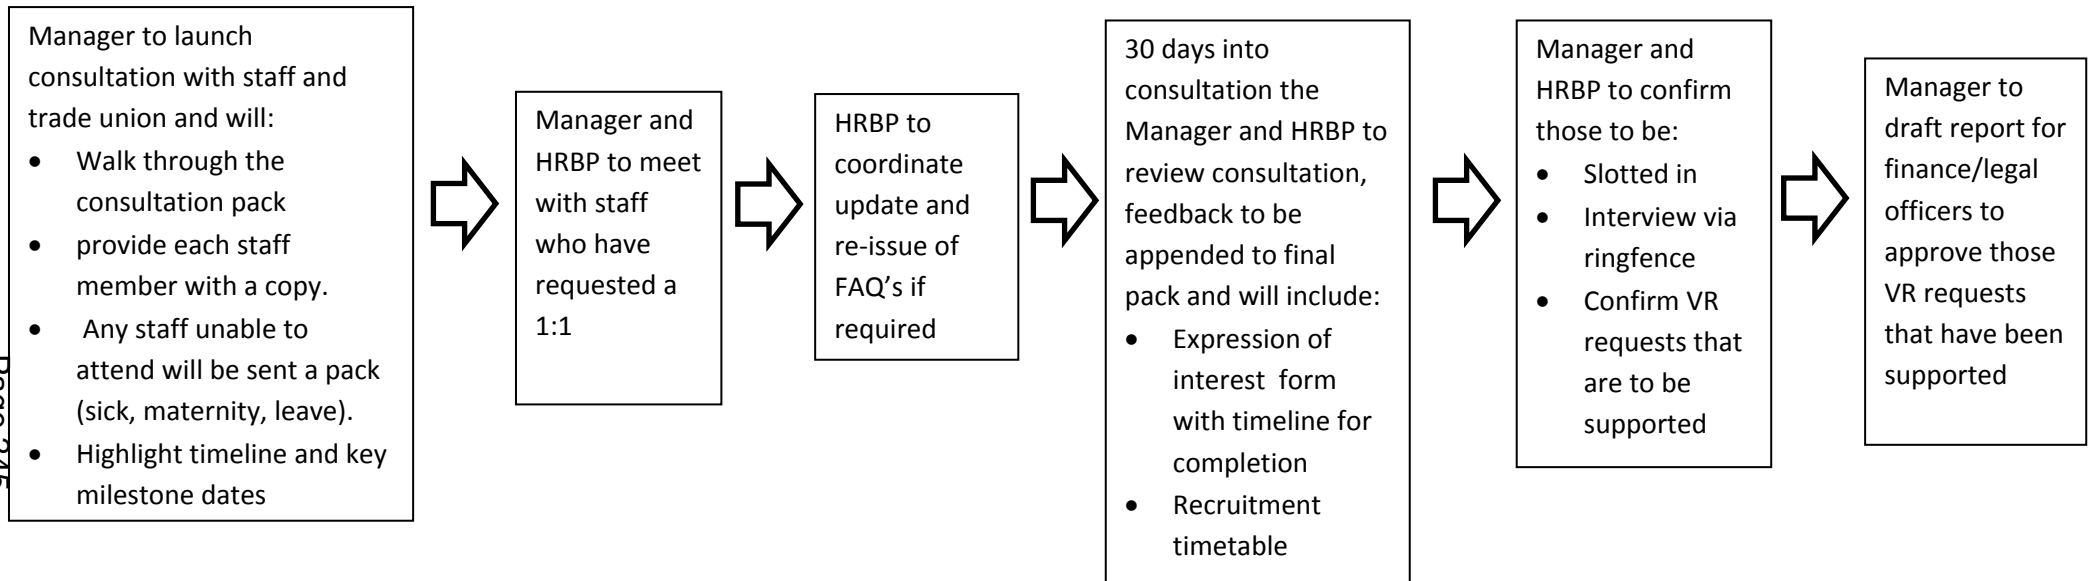 Manager to launch
consultation with staff and
trade union and will:
• Walk through the
consultation pack
• provide each staff
member with a copy.
• Any staff unable to
attend will be sent a pack
(sick, maternity, leave).
• Highlight timeline and key
milestone dates
Manager and
HRBP to meet
with staff
who have
requested a
1:1
HRBP to
coordinate
update and
re-issue of
FAQ’s if
required
30 days into
consultation the
Manager and HRBP to
review consultation,
feedback to be
appended to final
pack and will include:
• Expression of
interest form
with timeline for
completion
• Recruitment
timetable
Manager and
HRBP to confirm
those to be:
• Slotted in
• Interview via
ringfence
• Confirm VR
requests that
are to be
supported
Manager to
draft report for
finance/legal
officers to
approve those
VR requests
that have been
supported